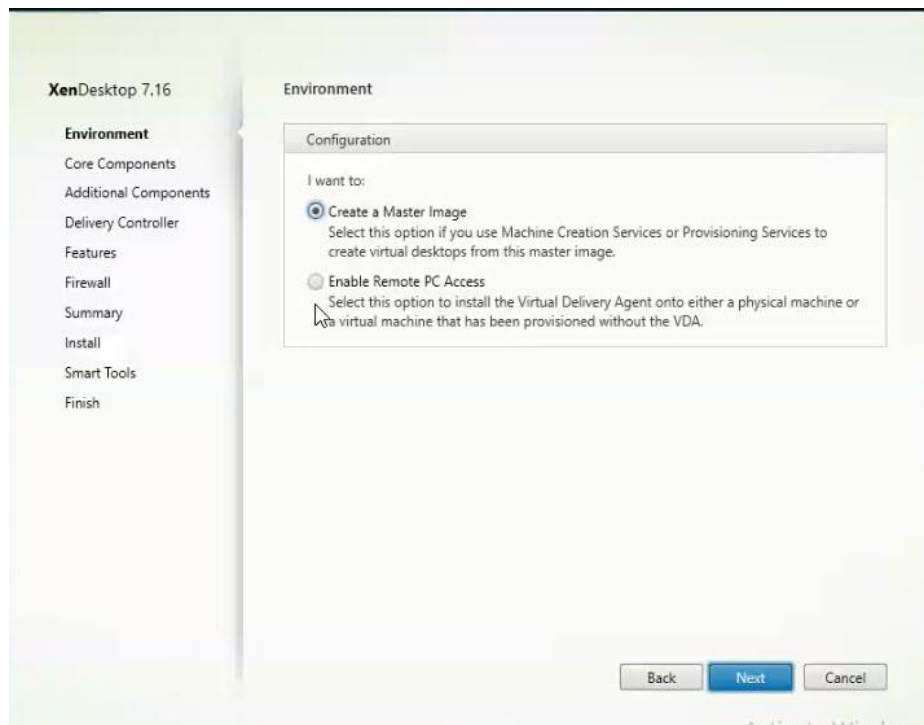 XenDesktop 7.16
Environment
Core Components
Additional Components
Delivery Controller
Features
Firewall
Summary
Install
Smart Tools
Finish
Environment
Configuration
I want to:
Create a Master Image
Select this option if you use Machine Creation Services or Provisioning Services to
create virtual desktops from this master image.
Enable Remote PC Access
Select this option to install the Virtual Delivery Agent onto either a physical machine or
a virtual machine that has been provisioned without the VDA.
Back
Next
Cancel